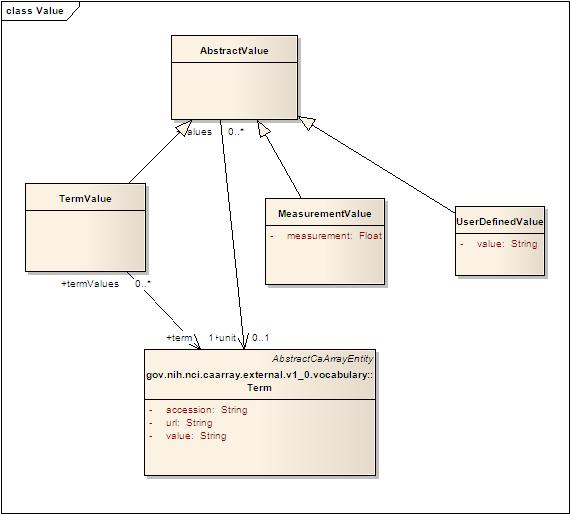 class Value
AbstractValue
values 0..*
TermValue
MeasurementValue
- measurement: Float
UserDefinedValue
- value: String
+termValues 0..*
+term 1
+unit 0..1
AbstractCaArrayEntity
gov.nih.nci.caarray.external.v1_0.vocabulary::
Term
- accession: String
- url: String
- value: String